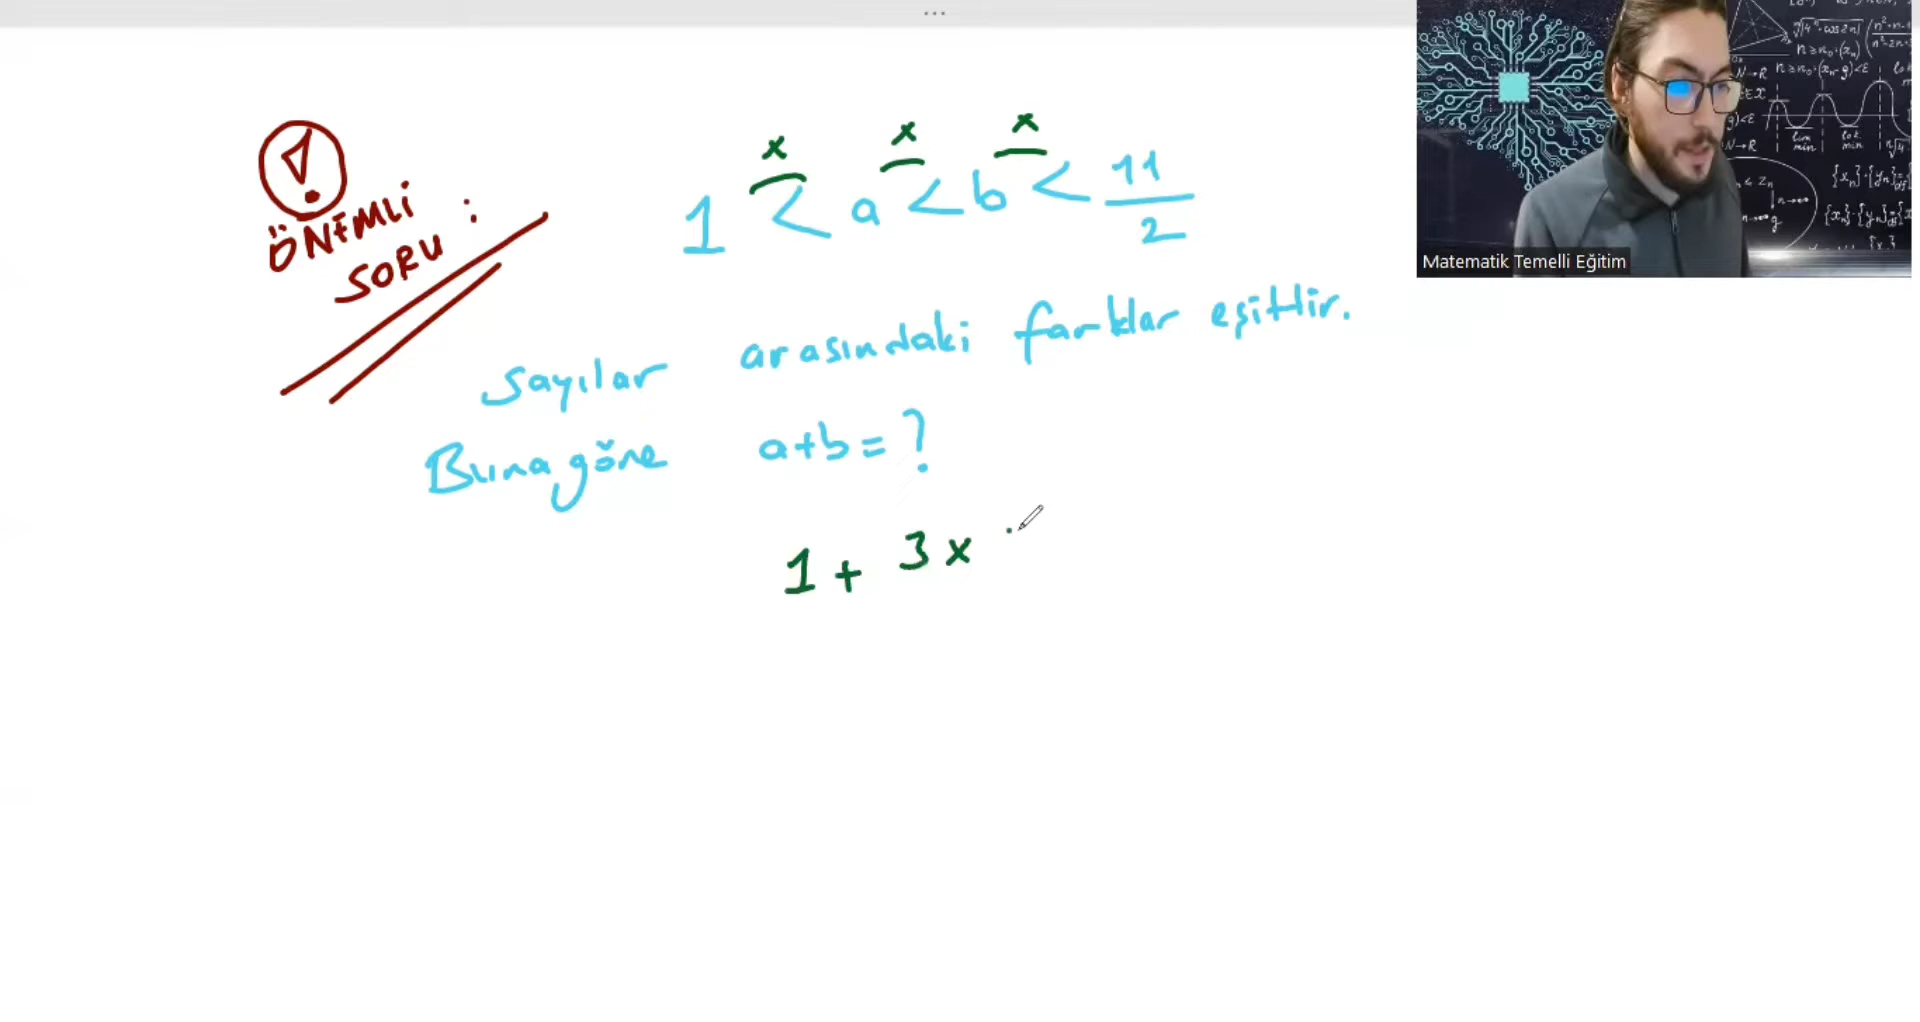 ÖNEMLİ
SORU :
x x x
1 < a < b < 11/2
Sayılar arasındaki farklar eşittir.
Buna göre a+b=?
1 + 3x
Matematik Temelli Eğitim